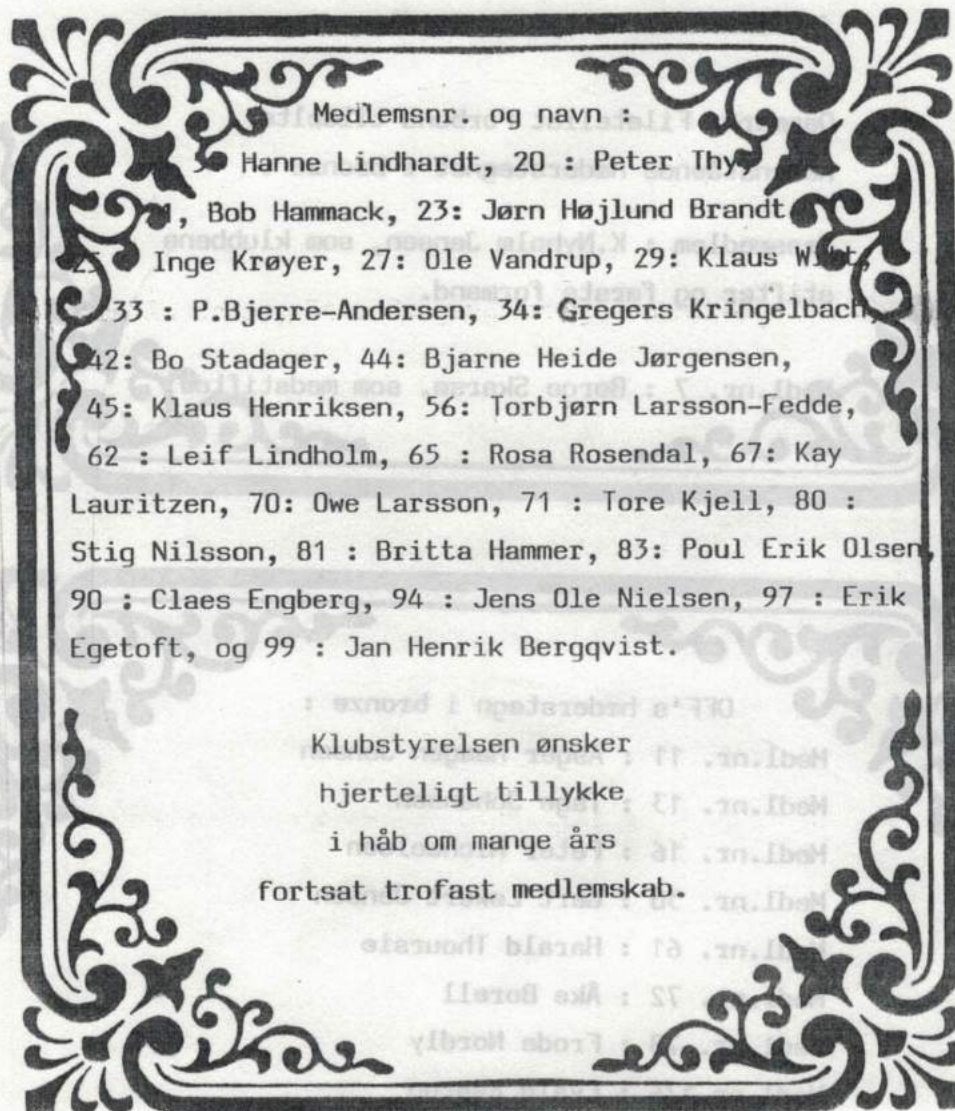 Medlemsnr. og navn :
Hanne Lindhardt, 20 : Peter
Bob Hammack, 23: Jørn Højlund Brandt
25 : Inge Krøyer, 27: Ole Vandrup, 29: Klaus
33 : P.Bjerre-Andersen, 34: Gregers Kringelbach,
42: Bo Stadager, 44: Bjarne Heide Jørgensen,
45: Klaus Henriksen, 56: Torbjørn Larsson-Fedde,
62 : Leif Lindholm, 65 : Rosa Rosendal, 67: Kay
Lauritzen, 70: Owe Larsson, 71 : Tore Kjell, 80 :
Stig Nilsson, 81 : Britta Hammer, 83: Poul Erik Olsen,
90 : Claes Engberg, 94 : Jens Ole Nielsen, 97 : Erik
Egetoft, og 99 : Jan Henrik Bergqvist.
Klubstyrelsen ønsker
hjerteligt tillykke
i håb om mange års
fortsat trofast medlemskab.